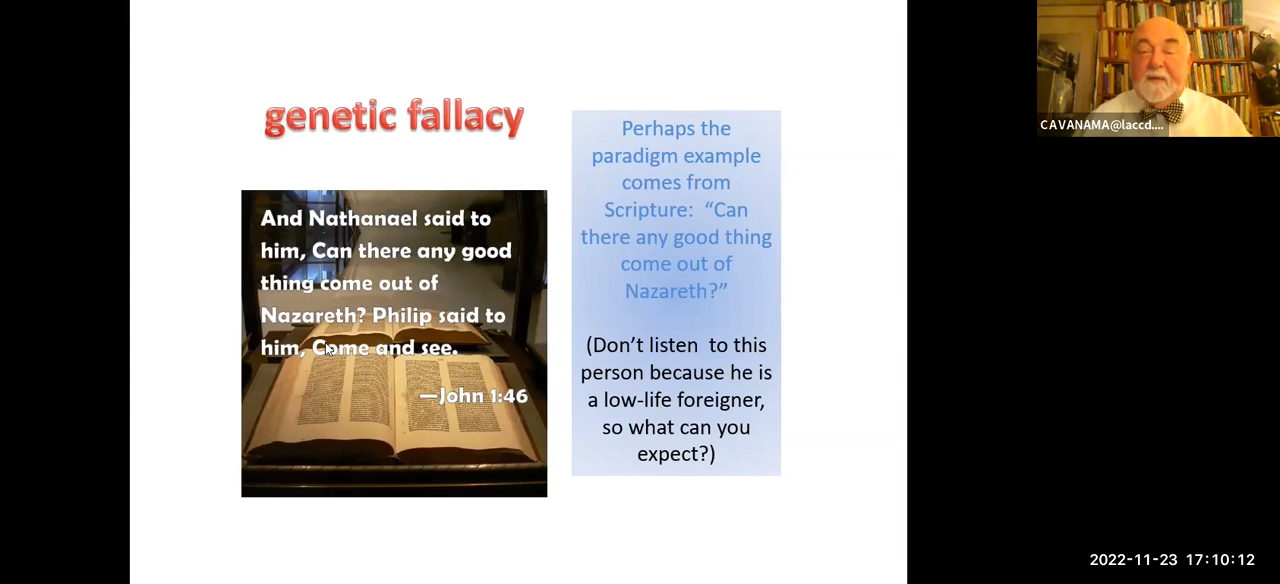 genetic fallacy
And Nathanael said to
him, Can there any good
thing come out of
Nazareth? Philip said to
him, Come and see.
—John 1:46
Perhaps the
paradigm example
comes from
Scripture: “Can
there any good thing
come out of
Nazareth?”
(Don’t listen to this
person because he is
a low-life foreigner,
so what can you
expect?)
CAVANAMA@laccd....
2022-11-23 17:10:12